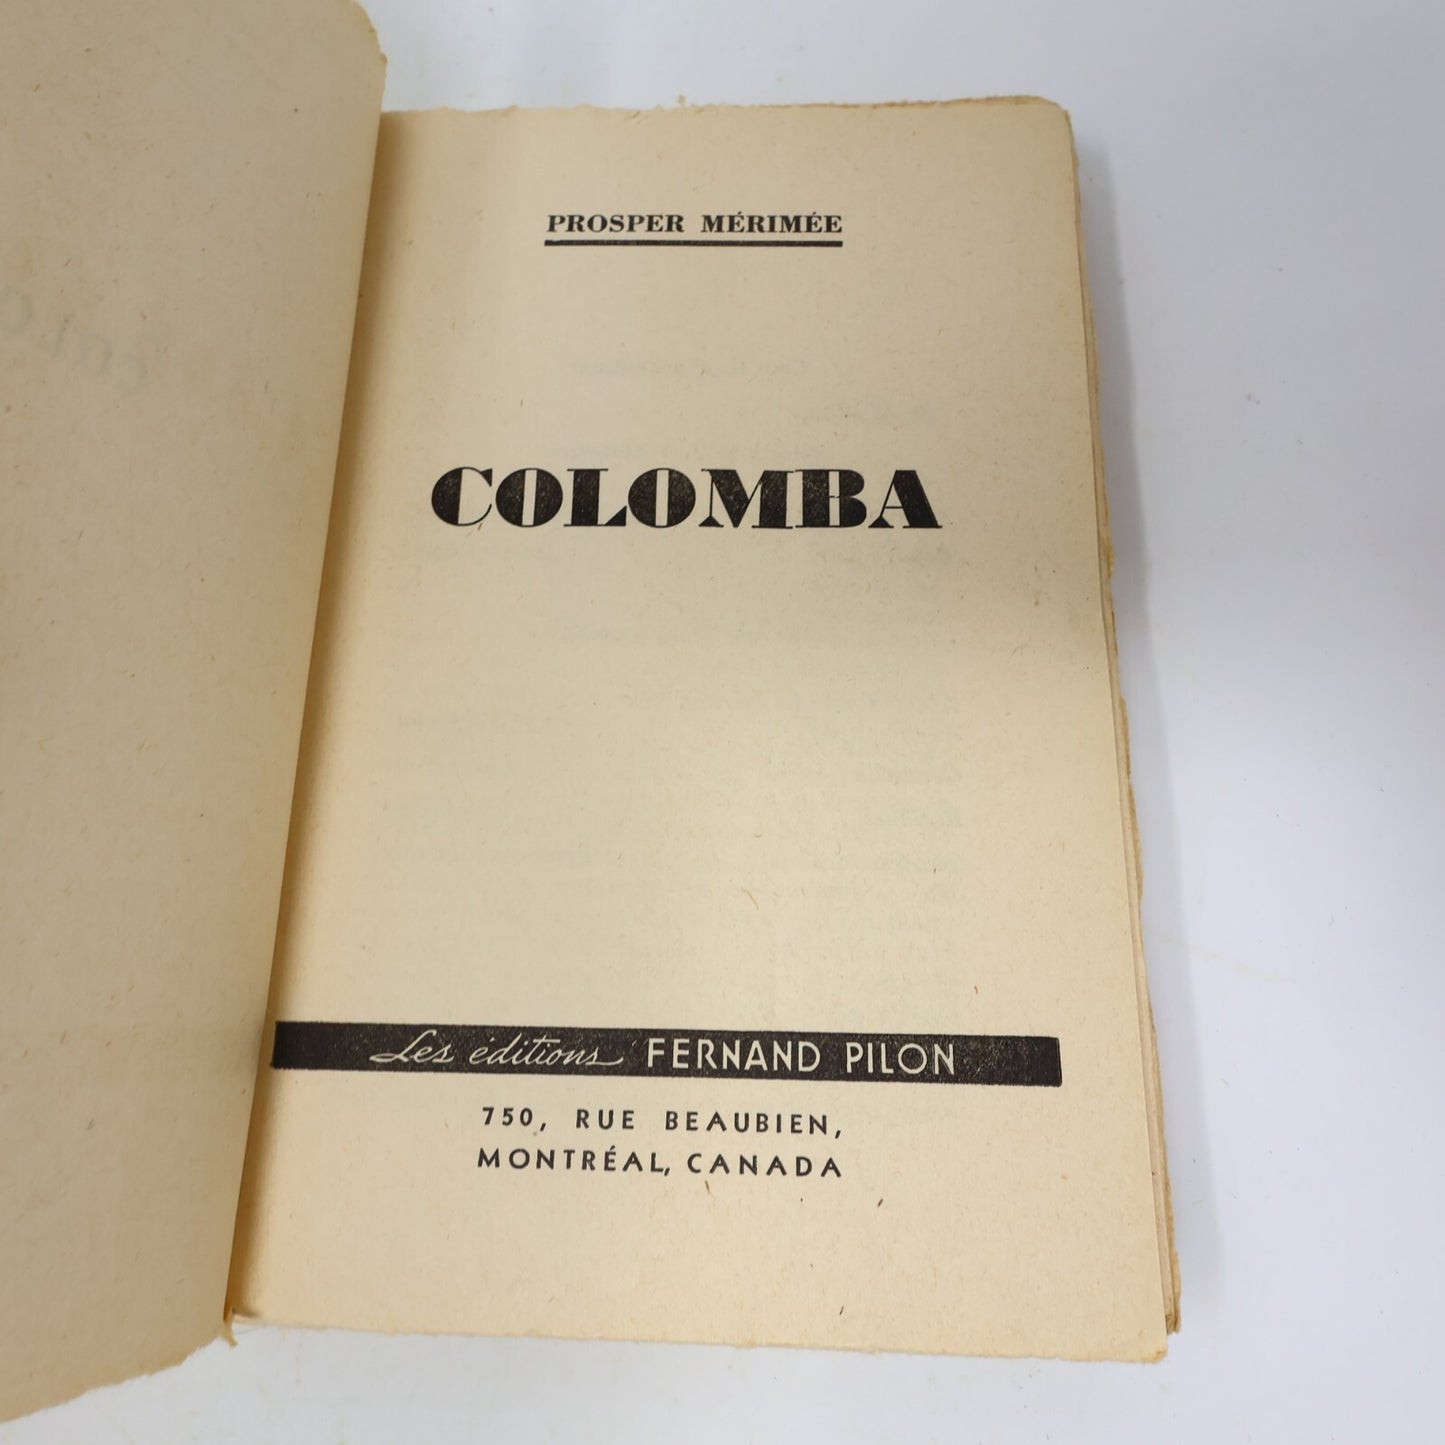 PROSPER MÉRIMÉE
COLOMBA
Les éditions FERNAND PILON
750, RUE BEAUBIEN,
MONTRÉAL, CANADA